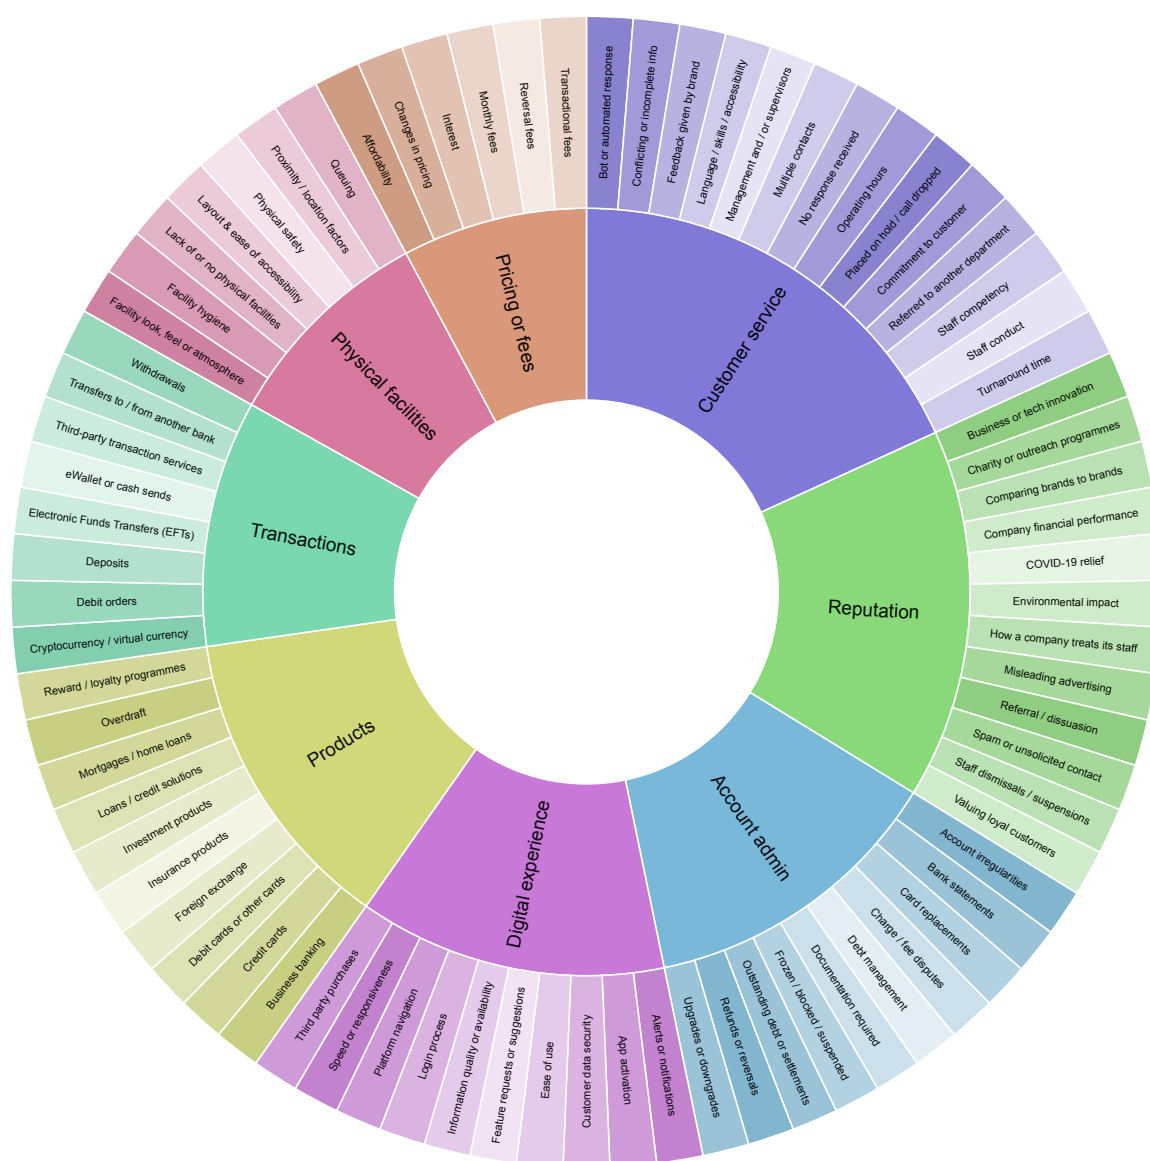 Customer service
Bot or automated response
Conflicting or incomplete info
Feedback given by brand
Language / skills / accessibility
Management and / or supervisors
Multiple contacts
No response received
Operating hours
Placed on hold / call dropped
Commitment to customer
Referred to another department
Staff competency
Staff conduct
Turnaround time
Reputation
Business or tech innovation
Charity or outreach programmes
Comparing brands to brands
Company financial performance
COVID-19 relief
Environmental impact
How a company treats its staff
Misleading advertising
Referral / dissuasion
Spam or unsolicited contact
Staff dismissals / suspensions
Valuing loyal customers
Account admin
Account irregularities
Bank statements
Card replacements
Charge / fee disputes
Debt management
Documentation required
Frozen / blocked / suspended
Outstanding debt or settlements
Refunds or reversals
Upgrades or downgrades
Digital experience
Alerts or notifications
App activation
Customer data security
Ease of use
Feature requests or suggestions
Information quality or availability
Login process
Platform navigation
Speed or responsiveness
Third party purchases
Products
Business banking
Credit cards
Debit cards or other cards
Foreign exchange
Insurance products
Investment products
Loans / credit solutions
Mortgages / home loans
Overdraft
Reward / loyalty programmes
Transactions
Cryptocurrency / virtual currency
Debit orders
Deposits
Electronic Funds Transfers (EFTs)
eWallet or cash sends
Third-party transaction services
Transfers to / from another bank
Withdrawals
Physical facilities
Facility look, feel or atmosphere
Facility hygiene
Lack of or no physical facilities
Layout & ease of accessibility
Physical safety
Proximity / location factors
Queuing
Pricing or fees
Affordability
Changes in pricing
Interest
Monthly fees
Reversal fees
Transactional fees